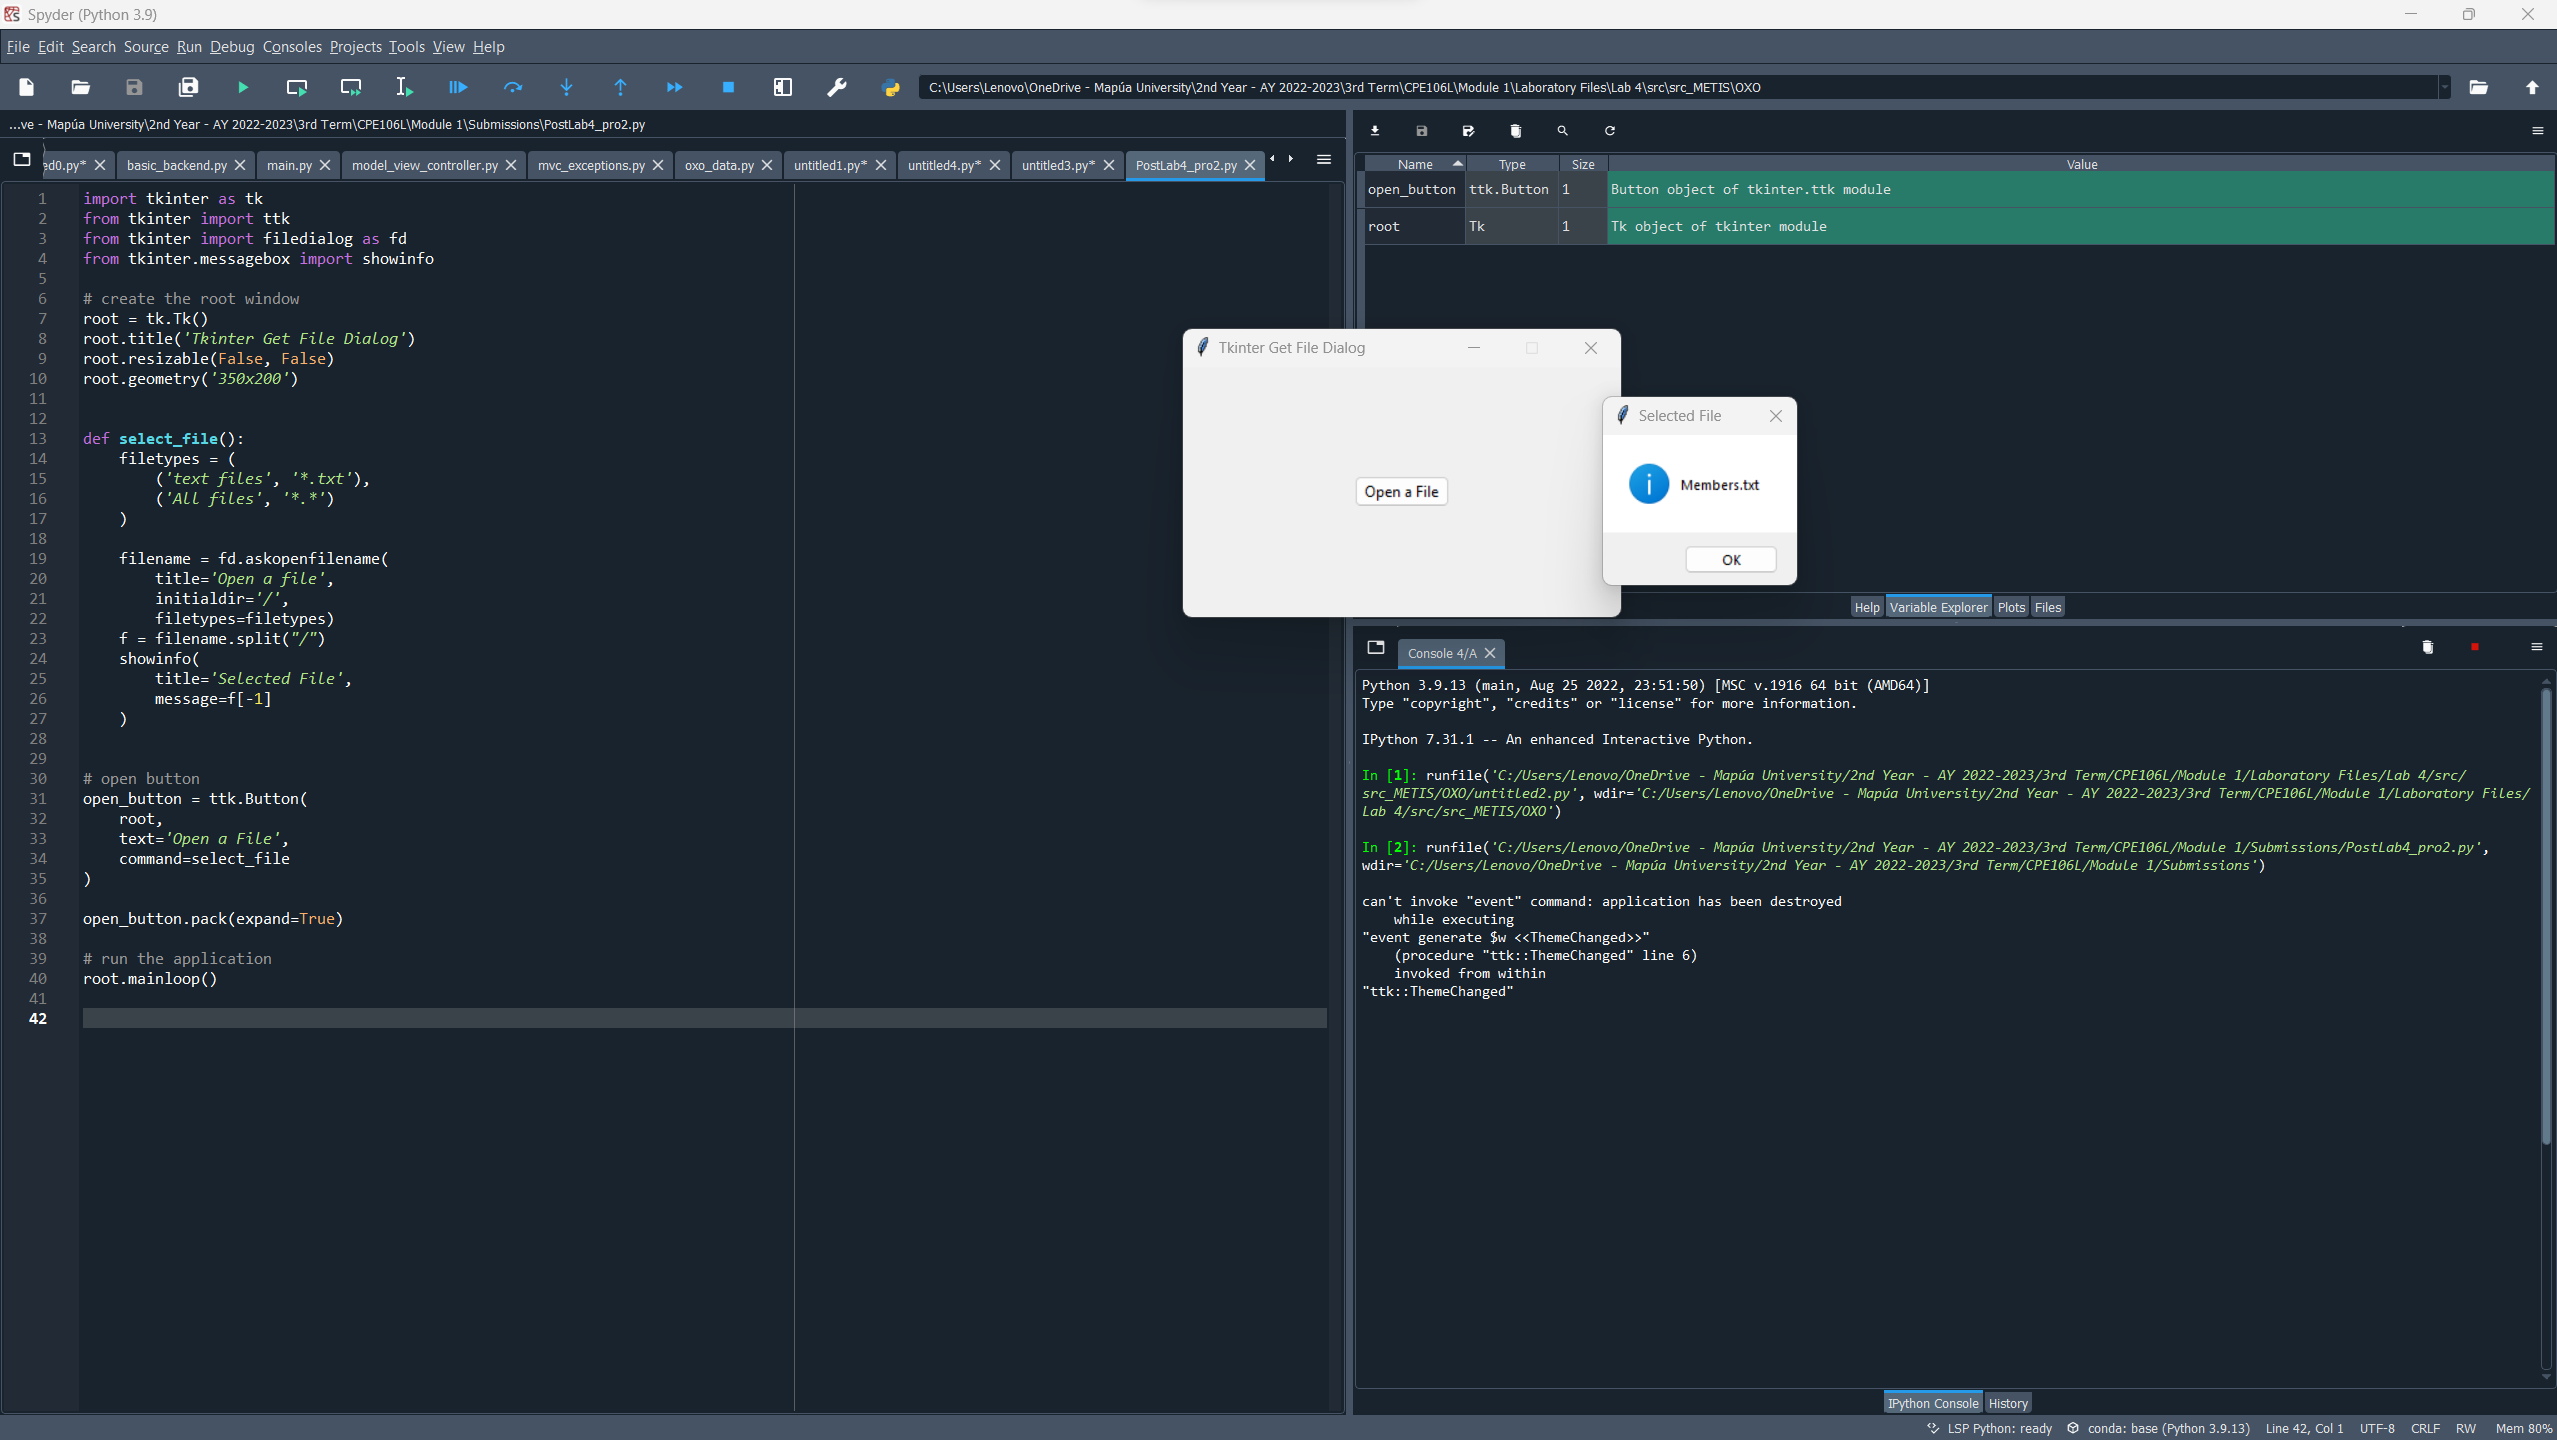 Spyder (Python 3.9)
File Edit Search Source Run Debug Consoles Projects Tools View Help
C:\Users\Lenovo\OneDrive - Mapúa University\2nd Year - AY 2022-2023\3rd Term\CPE106L\Module 1\Laboratory Files\Lab 4\src\src_METIS\OXO
...ve - Mapúa University\2nd Year - AY 2022-2023\3rd Term\CPE106L\Module 1\Submissions\PostLab4_pro2.py
ed0.py* basic_backend.py main.py model_view_controller.py mvc_exceptions.py oxo_data.py untitled1.py* untitled4.py* untitled3.py* PostLab4_pro2.py
1 import tkinter as tk
2 from tkinter import ttk
3 from tkinter import filedialog as fd
4 from tkinter.messagebox import showinfo
5
6 # create the root window
7 root = tk.Tk()
8 root.title('Tkinter Get File Dialog')
9 root.resizable(False, False)
10 root.geometry('350x200')
11
12
13 def select_file():
14 filetypes = (
15 ('text files', '*.txt'),
16 ('All files', '*.*')
17 )
18
19 filename = fd.askopenfilename(
20 title='Open a file',
21 initialdir='/',
22 filetypes=filetypes)
23 f = filename.split("/")
24 showinfo(
25 title='Selected File',
26 message=f[-1]
27 )
28
29
30 # open button
31 open_button = ttk.Button(
32 root,
33 text='Open a File',
34 command=select_file
35 )
36
37 open_button.pack(expand=True)
38
39 # run the application
40 root.mainloop()
41
42
Name Type Size Value
open_button ttk.Button 1 Button object of tkinter.ttk module
root Tk 1 Tk object of tkinter module
Tkinter Get File Dialog
Open a File
Selected File
Members.txt
OK
Help Variable Explorer Plots Files
Console 4/A
Python 3.9.13 (main, Aug 25 2022, 23:51:50) [MSC v.1916 64 bit (AMD64)]
Type "copyright", "credits" or "license" for more information.
IPython 7.31.1 -- An enhanced Interactive Python.
In [1]: runfile('C:/Users/Lenovo/OneDrive - Mapúa University/2nd Year - AY 2022-2023/3rd Term/CPE106L/Module 1/Laboratory Files/Lab 4/src/
src_METIS/OXO/untitled2.py', wdir='C:/Users/Lenovo/OneDrive - Mapúa University/2nd Year - AY 2022-2023/3rd Term/CPE106L/Module 1/Laboratory Files/
Lab 4/src/src_METIS/OXO')
In [2]: runfile('C:/Users/Lenovo/OneDrive - Mapúa University/2nd Year - AY 2022-2023/3rd Term/CPE106L/Module 1/Submissions/PostLab4_pro2.py',
wdir='C:/Users/Lenovo/OneDrive - Mapúa University/2nd Year - AY 2022-2023/3rd Term/CPE106L/Module 1/Submissions')
can't invoke "event" command: application has been destroyed
while executing
"event generate $w <<ThemeChanged>>"
(procedure "ttk::ThemeChanged" line 6)
invoked from within
"ttk::ThemeChanged"
IPython Console History
LSP Python: ready conda: base (Python 3.9.13) Line 42, Col 1 UTF-8 CRLF RW Mem 80%